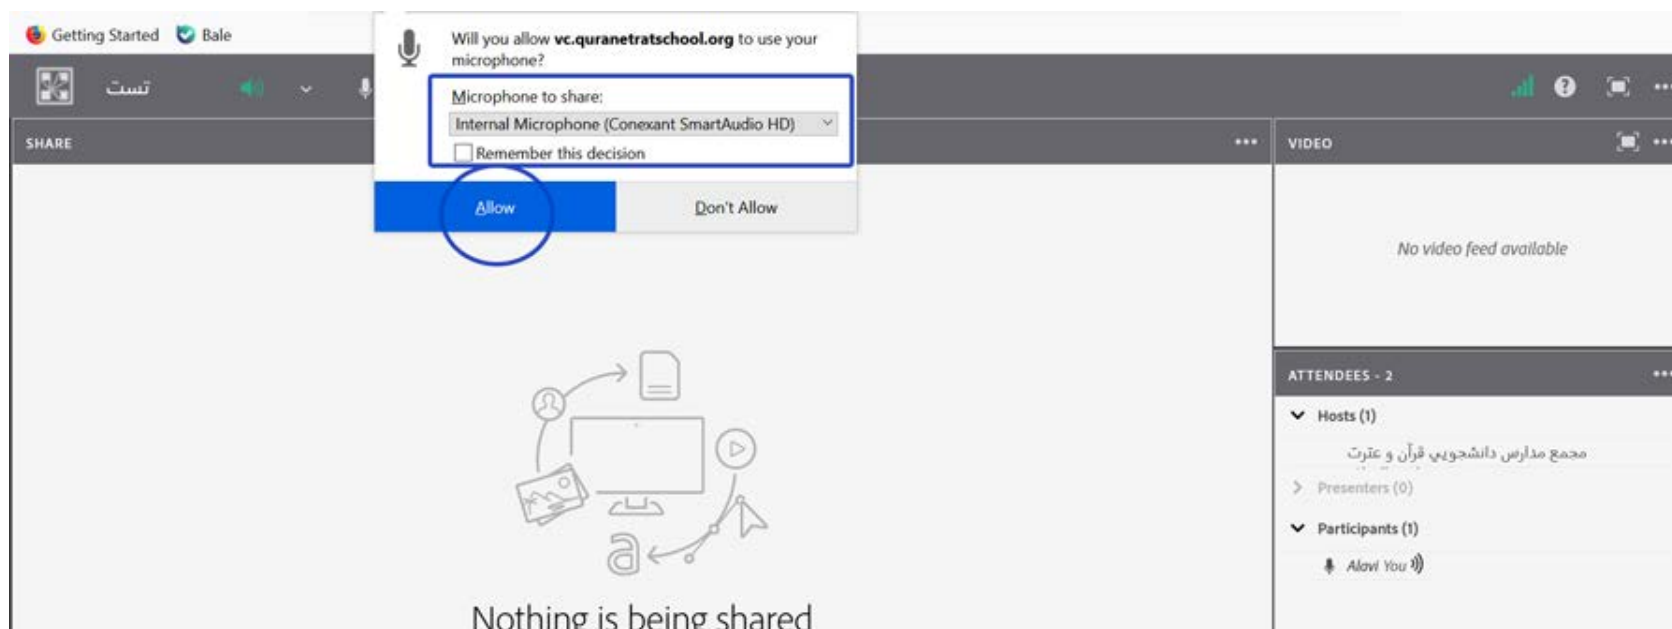 Getting Started
Bale
Will you allow vc.quranetratschool.org to use your
microphone?
Microphone to share:
Internal Microphone (Conexant SmartAudio HD)
Remember this decision
Allow
Don't Allow
تست
SHARE
Nothing is being shared
VIDEO
No video feed available
ATTENDEES - 2
Hosts (1)
مجمع مدارس دانشجویی قرآن و عترت
Presenters (0)
Participants (1)
Alavi You